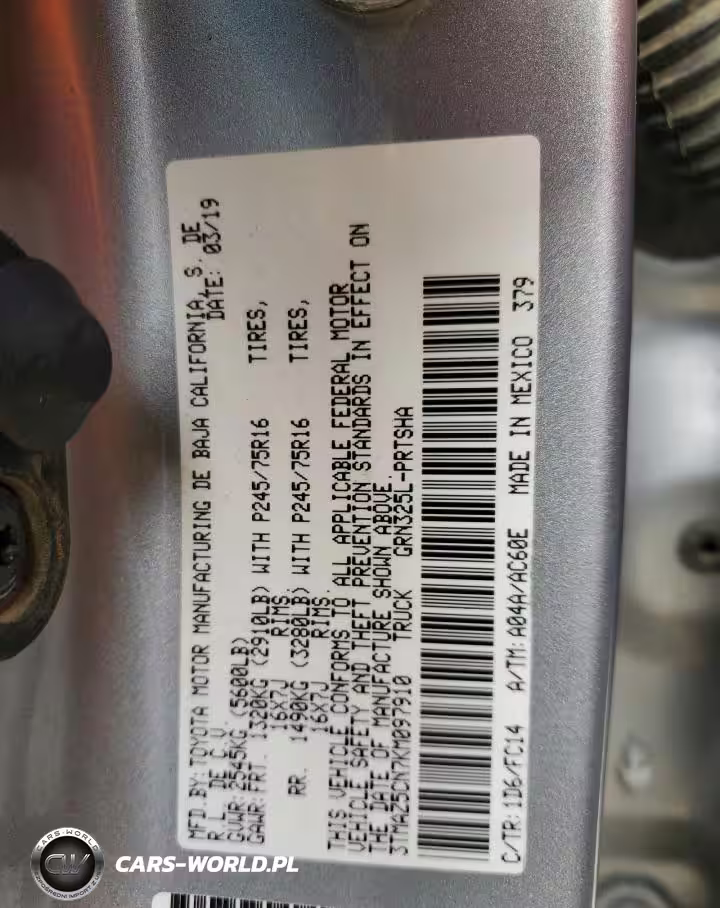 MFD.BY:TOYOTA MOTOR MANUFACTURING DE BAJA CALIFORNIA, S. DE
R.L. DE C.V. DATE: 03/19
GVWR:2545KG (5600LB)
GAWR:FRT. 1320KG (2910LB) WITH P245/75R16 TIRES,
16X7J RIMS.
RR. 1490KG (3280LB) WITH P245/75R16 TIRES,
16X7J RIMS.
THIS VEHICLE CONFORMS TO ALL APPLICABLE FEDERAL MOTOR
VEHICLE SAFETY AND THEFT PREVENTION STANDARDS IN EFFECT ON
THE DATE OF MANUFACTURE SHOWN ABOVE.
3TMAZ5CN7KM097910 TRUCK GRN325L-PRTSHA
C/TR:1D6/FC14 A/TM:A04A/AC60E MADE IN MEXICO 379
CARS-WORLD
CW
CARS-WORLD.PL